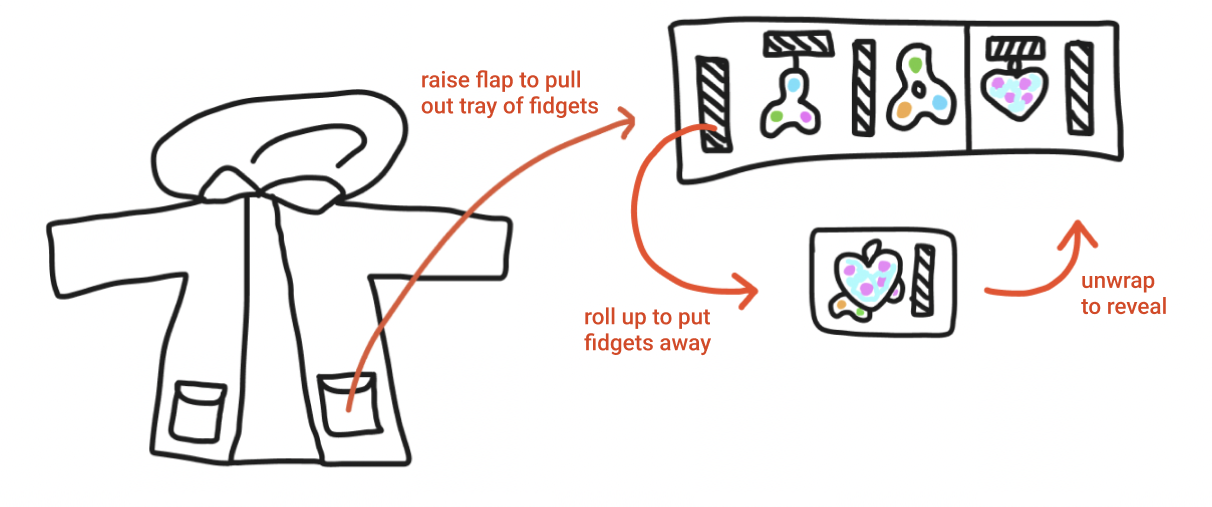 raise flap to pull
out tray of fidgets
roll up to put
fidgets away
unwrap
to reveal